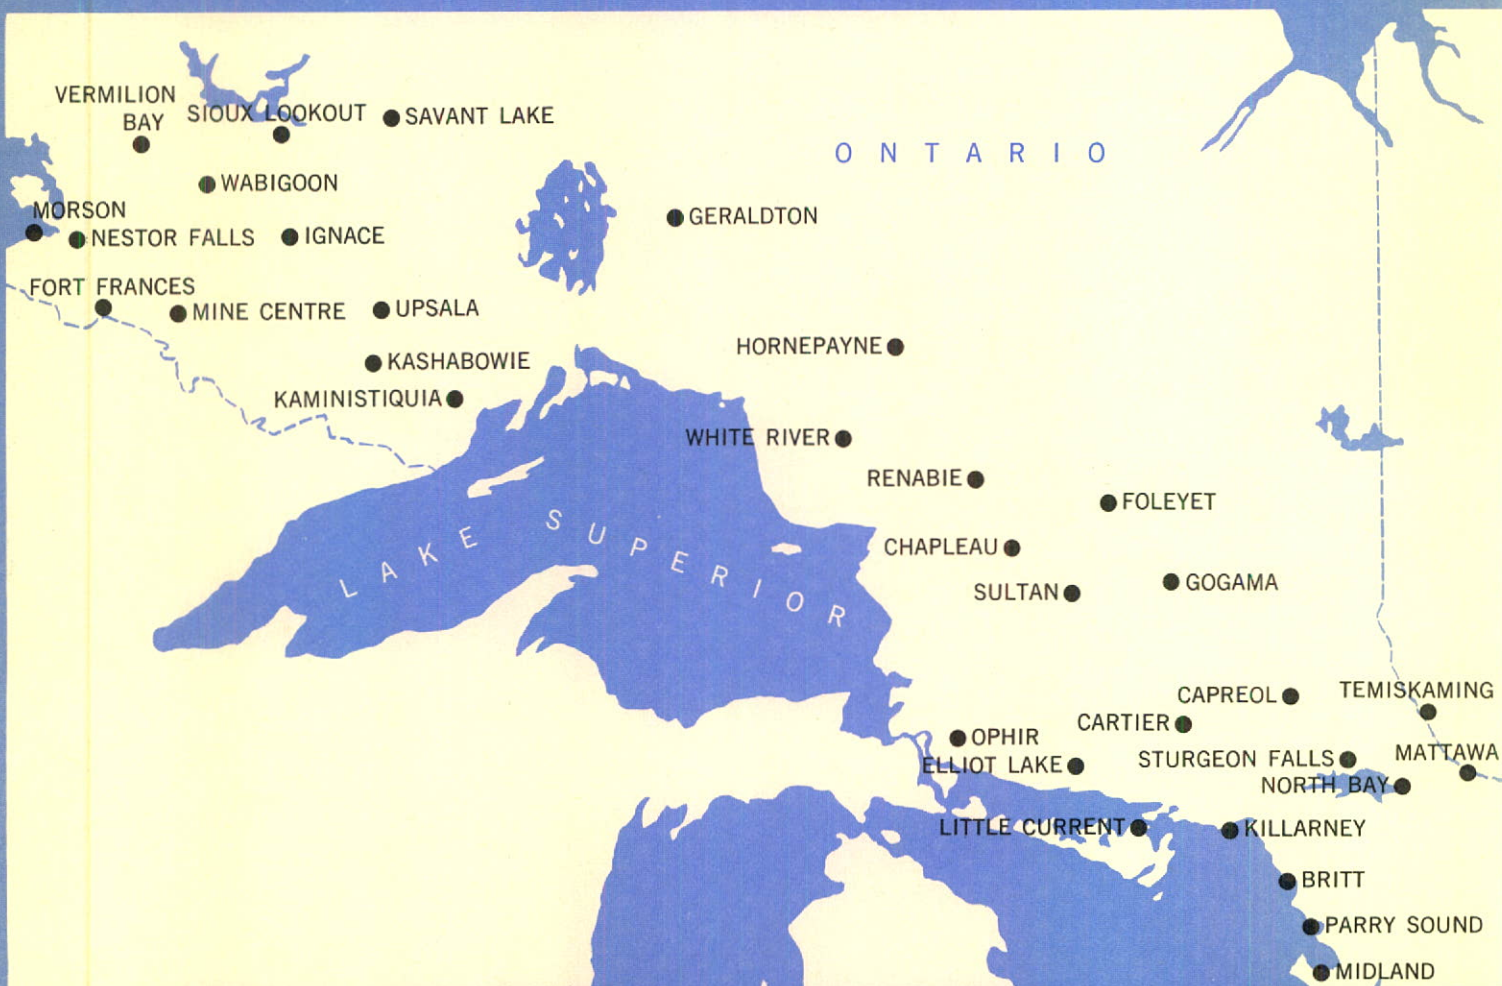 VERMILION
BAY
SIOUX LOOKOUT
SAVANT LAKE
ONTARIO
WABIGOON
MORSON
NESTOR FALLS
IGNACE
GERALDTON
FORT FRANCES
MINE CENTRE
UPSALA
HORNEPAYNE
KASHABOWIE
KAMINISTIQUIA
WHITE RIVER
RENABIE
FOLEYET
LAKE SUPERIOR
CHAPLEAU
SULTAN
GOGAMA
CAPREOL
TEMISKAMING
CARTIER
OPHIR
STURGEON FALLS
MATTAWA
ELLIOT LAKE
NORTH BAY
LITTLE CURRENT
KILLARNEY
BRITT
PARRY SOUND
MIDLAND